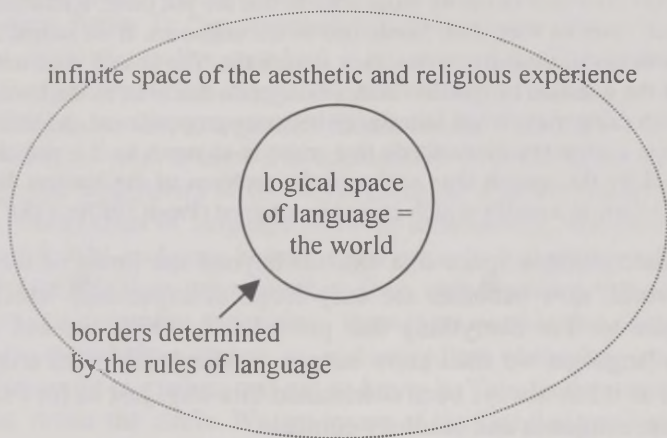 infinite space of the aesthetic and religious experience
logical space
of language =
the world
borders determined
by the rules of language